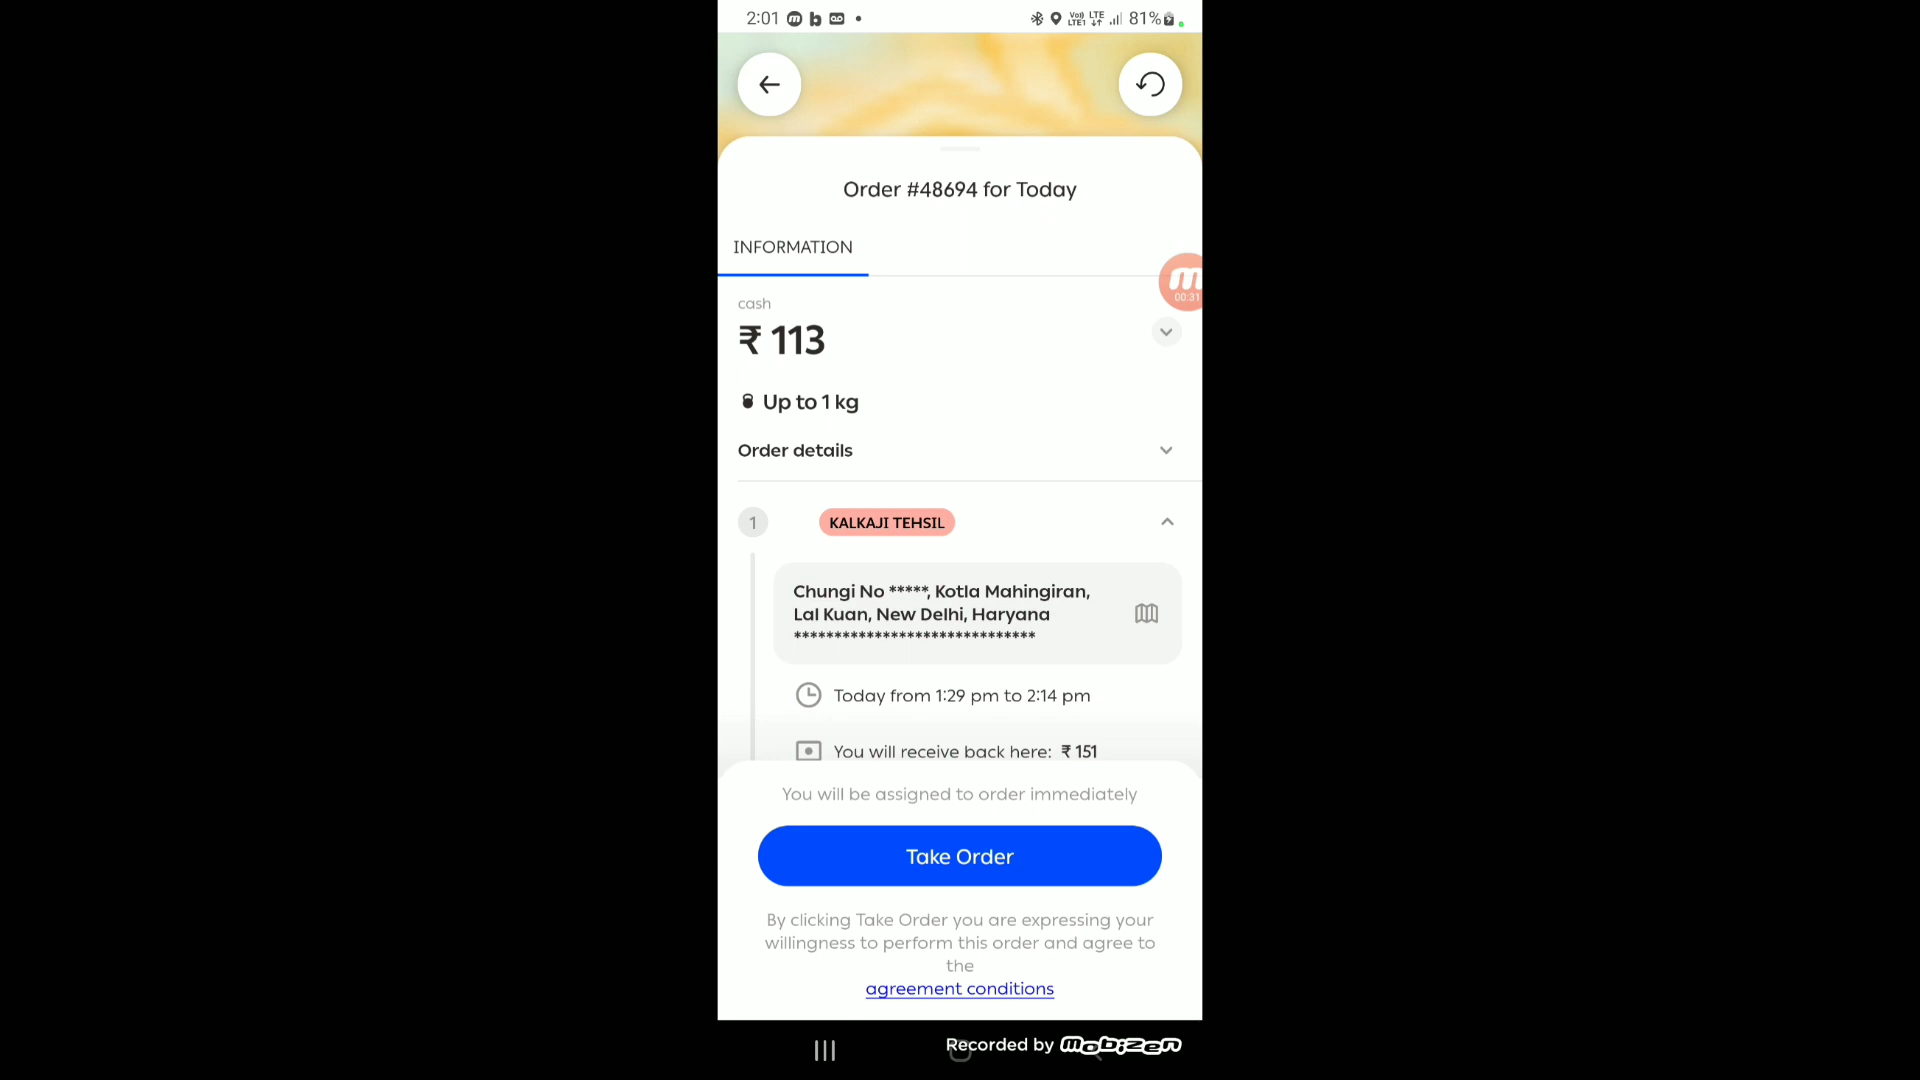 2:01
Vo)) LTE
LTE1
81%
Order #48694 for Today
INFORMATION
m
00:31
cash
₹ 113
Up to 1 kg
Order details
1
KALKAJI TEHSIL
Chungi No *****, Kotla Mahingiran,
Lal Kuan, New Delhi, Haryana
******************************
Today from 1:29 pm to 2:14 pm
You will receive back here: ₹ 151
You will be assigned to order immediately
Take Order
By clicking Take Order you are expressing your
willingness to perform this order and agree to
the
agreement conditions
Recorded by Mobizen